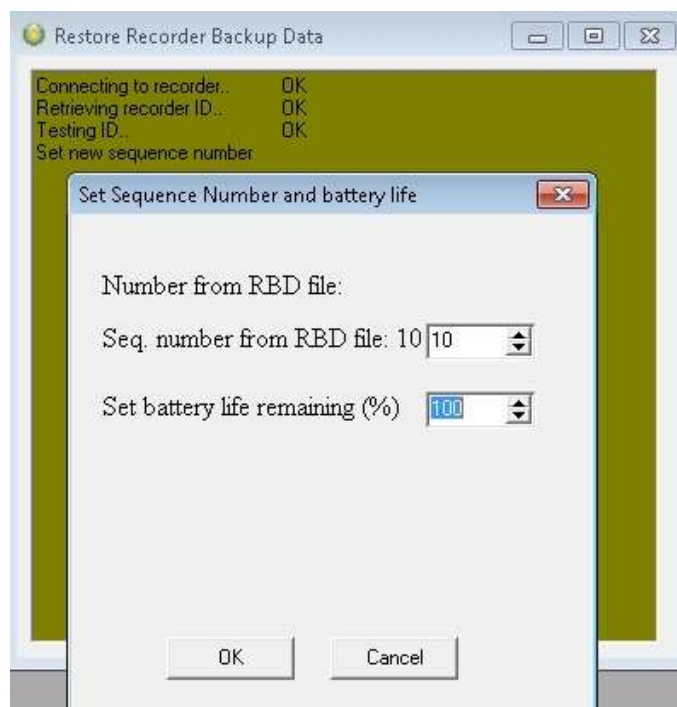 Restore Recorder Backup Data
Connecting to recorder.. OK
Retrieving recorder ID.. OK
Testing ID.. OK
Set new sequence number
Set Sequence Number and battery life
Number from RBD file:
Seq. number from RBD file: 10 10
Set battery life remaining (%) 100
OK Cancel